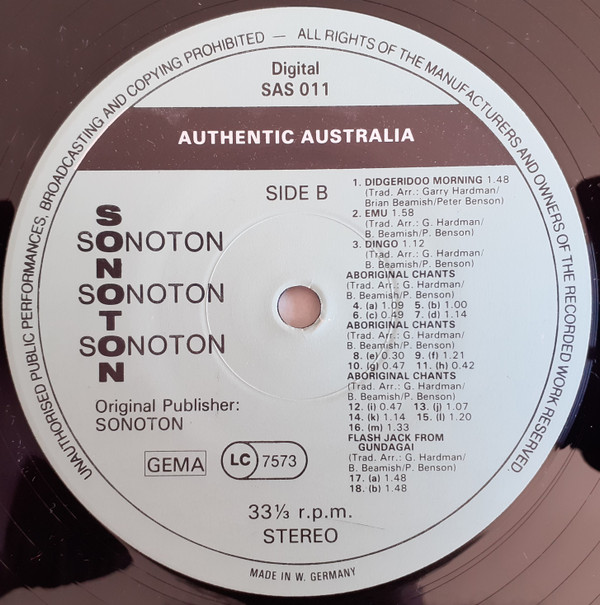 UNAUTHORISED PUBLIC PERFORMANCES, BROADCASTING AND COPYING PROHIBITED — ALL RIGHTS OF THE MANUFACTURERS AND OWNERS OF THE RECORDED WORK RESERVED.
Digital
SAS 011
AUTHENTIC AUSTRALIA
SIDE B
SONOTON
SONOTON
SONOTON
SONOTON
Original Publisher:
SONOTON
GEMA
LC 7573
1. DIDGERIDOO MORNING 1.48
(Trad. Arr.: Garry Hardman/
Brian Beamish/Peter Benson)
2. EMU 1.58
(Trad. Arr.: G. Hardman/
B. Beamish/P. Benson)
3. DINGO 1.12
(Trad. Arr.: G. Hardman/
B. Beamish/P. Benson)
ABORIGINAL CHANTS
(Trad. Arr.: G. Hardman/
B. Beamish/P. Benson)
4. (a) 1.09 5. (b) 1.00
6. (c) 0.49 7. (d) 1.14
ABORIGINAL CHANTS
(Trad. Arr.: G. Hardman/
B. Beamish/P. Benson)
8. (e) 0.30 9. (f) 1.21
10. (g) 0.47 11. (h) 0.42
ABORIGINAL CHANTS
(Trad. Arr.: G. Hardman/
B. Beamish/P. Benson)
12. (i) 0.47 13. (j) 1.07
14. (k) 1.14 15. (l) 1.20
16. (m) 1.33
FLASH JACK FROM
GUNDAGAI
(Trad. Arr.: G. Hardman/
B. Beamish/P. Benson)
17. (a) 1.48
18. (b) 1.48
33⅓ r.p.m.
STEREO
MADE IN W. GERMANY